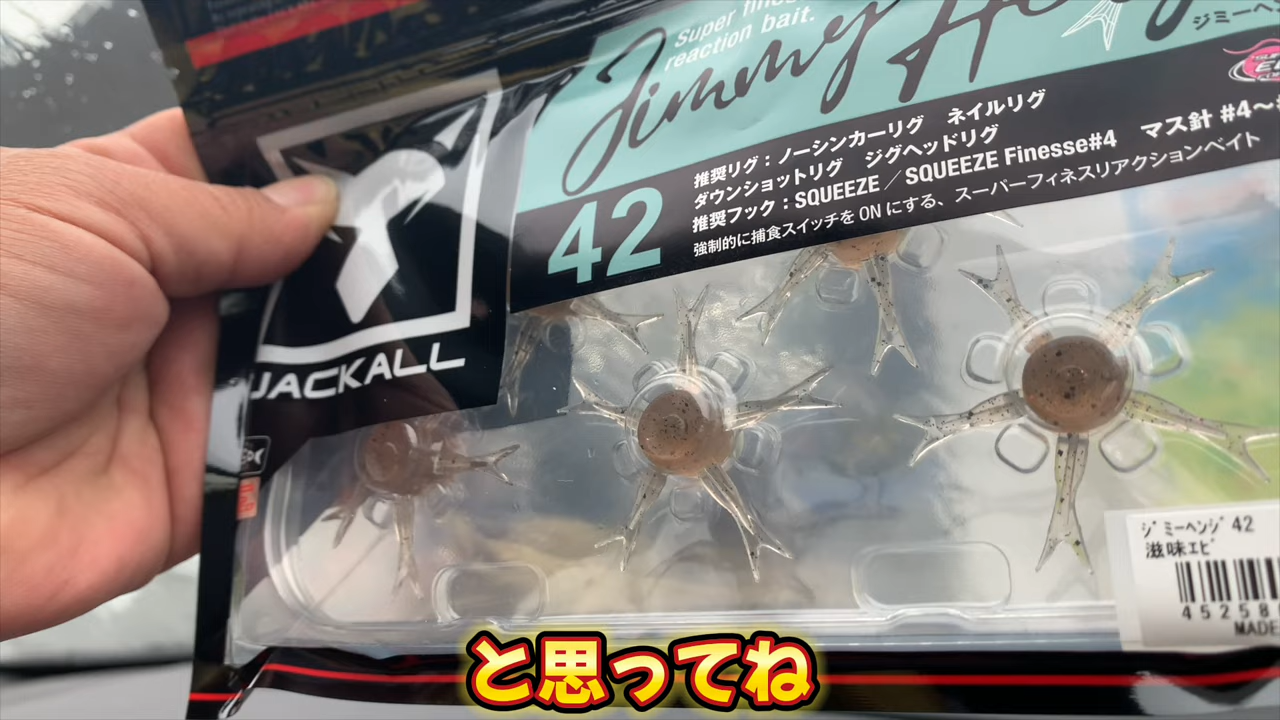 Super fines
reaction bait.
Jimmy He
ジミーヘン
42
推奨リグ：ノーシンカーリグ　ネイルリグ
ダウンショットリグ　ジグヘッドリグ
推奨フック：SQUEEZE／SQUEEZE Finesse#4　マス針 #4〜
強制的に捕食スイッチを ON にする、スーパーフィネスリアクションベイト
JACKALL
ｼﾞﾐｰﾍﾝｼﾞ 42
滋味ｴﾋﾞ
45258
MADE
と思ってね